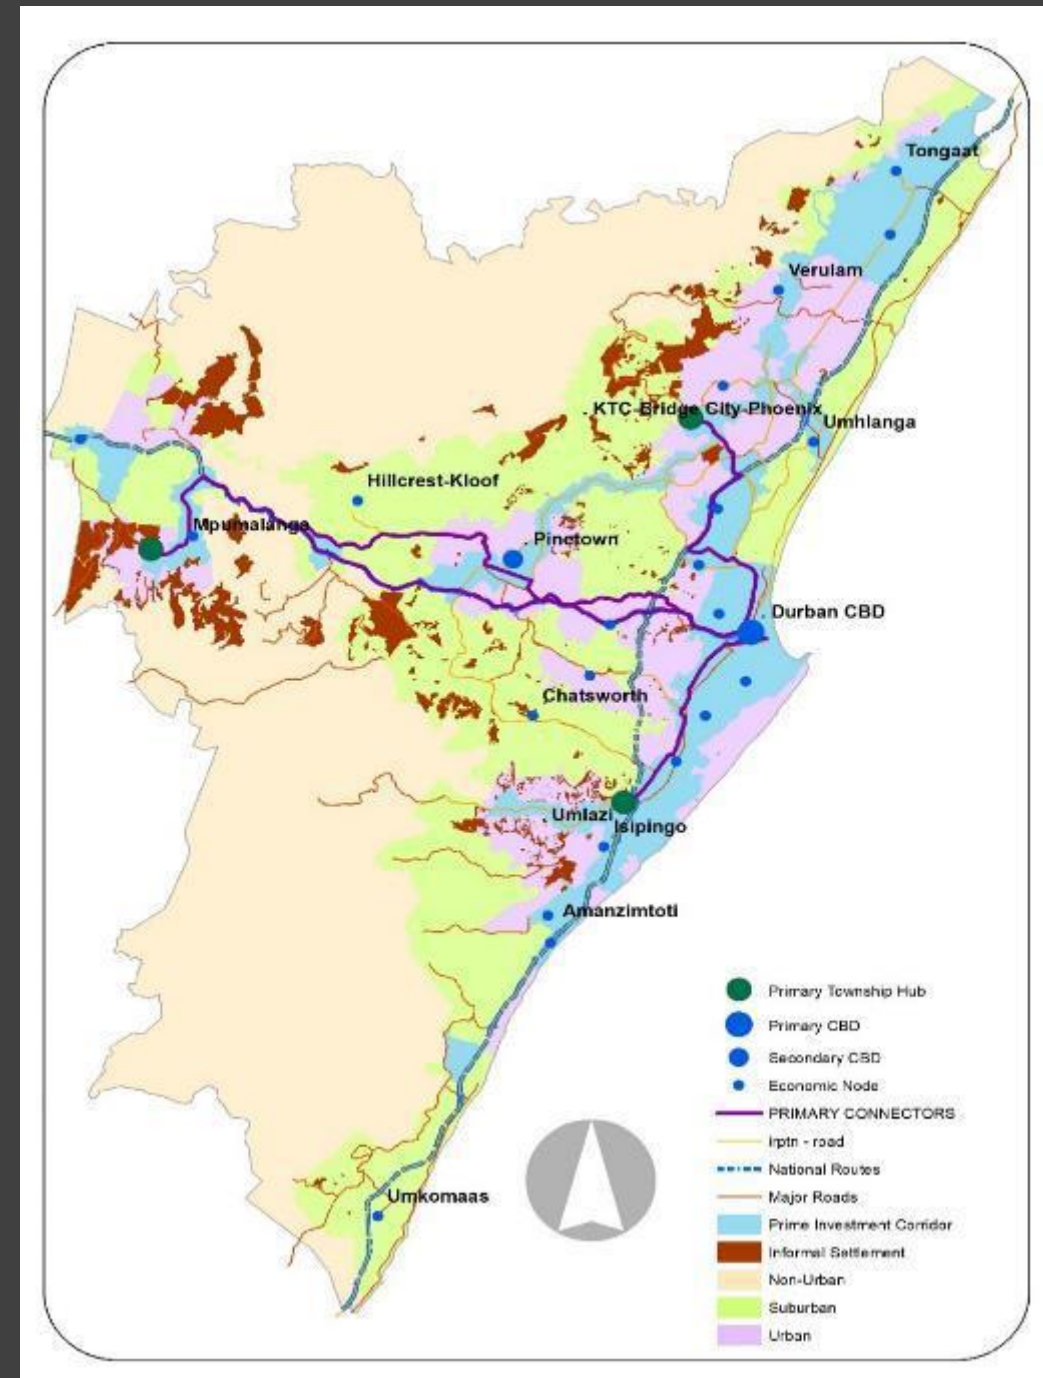 Tongaat
Verulam
. KTC-Bridge City-Phoenix
Umhlanga
Hillcrest-Kloof
Mpumalanga
. Pinetown
Durban CBD
Chatsworth
. Umlazi
Isipingo
Amanzimtoti
Umkomaas
Primary Township Hub
Primary CBD
Secondary CBD
Economic Node
PRIMARY CONNECTORS
irptn - road
National Routes
Major Roads
Prime Investment Corridor
Informal Settlement
Non-Urban
Suburban
Urban